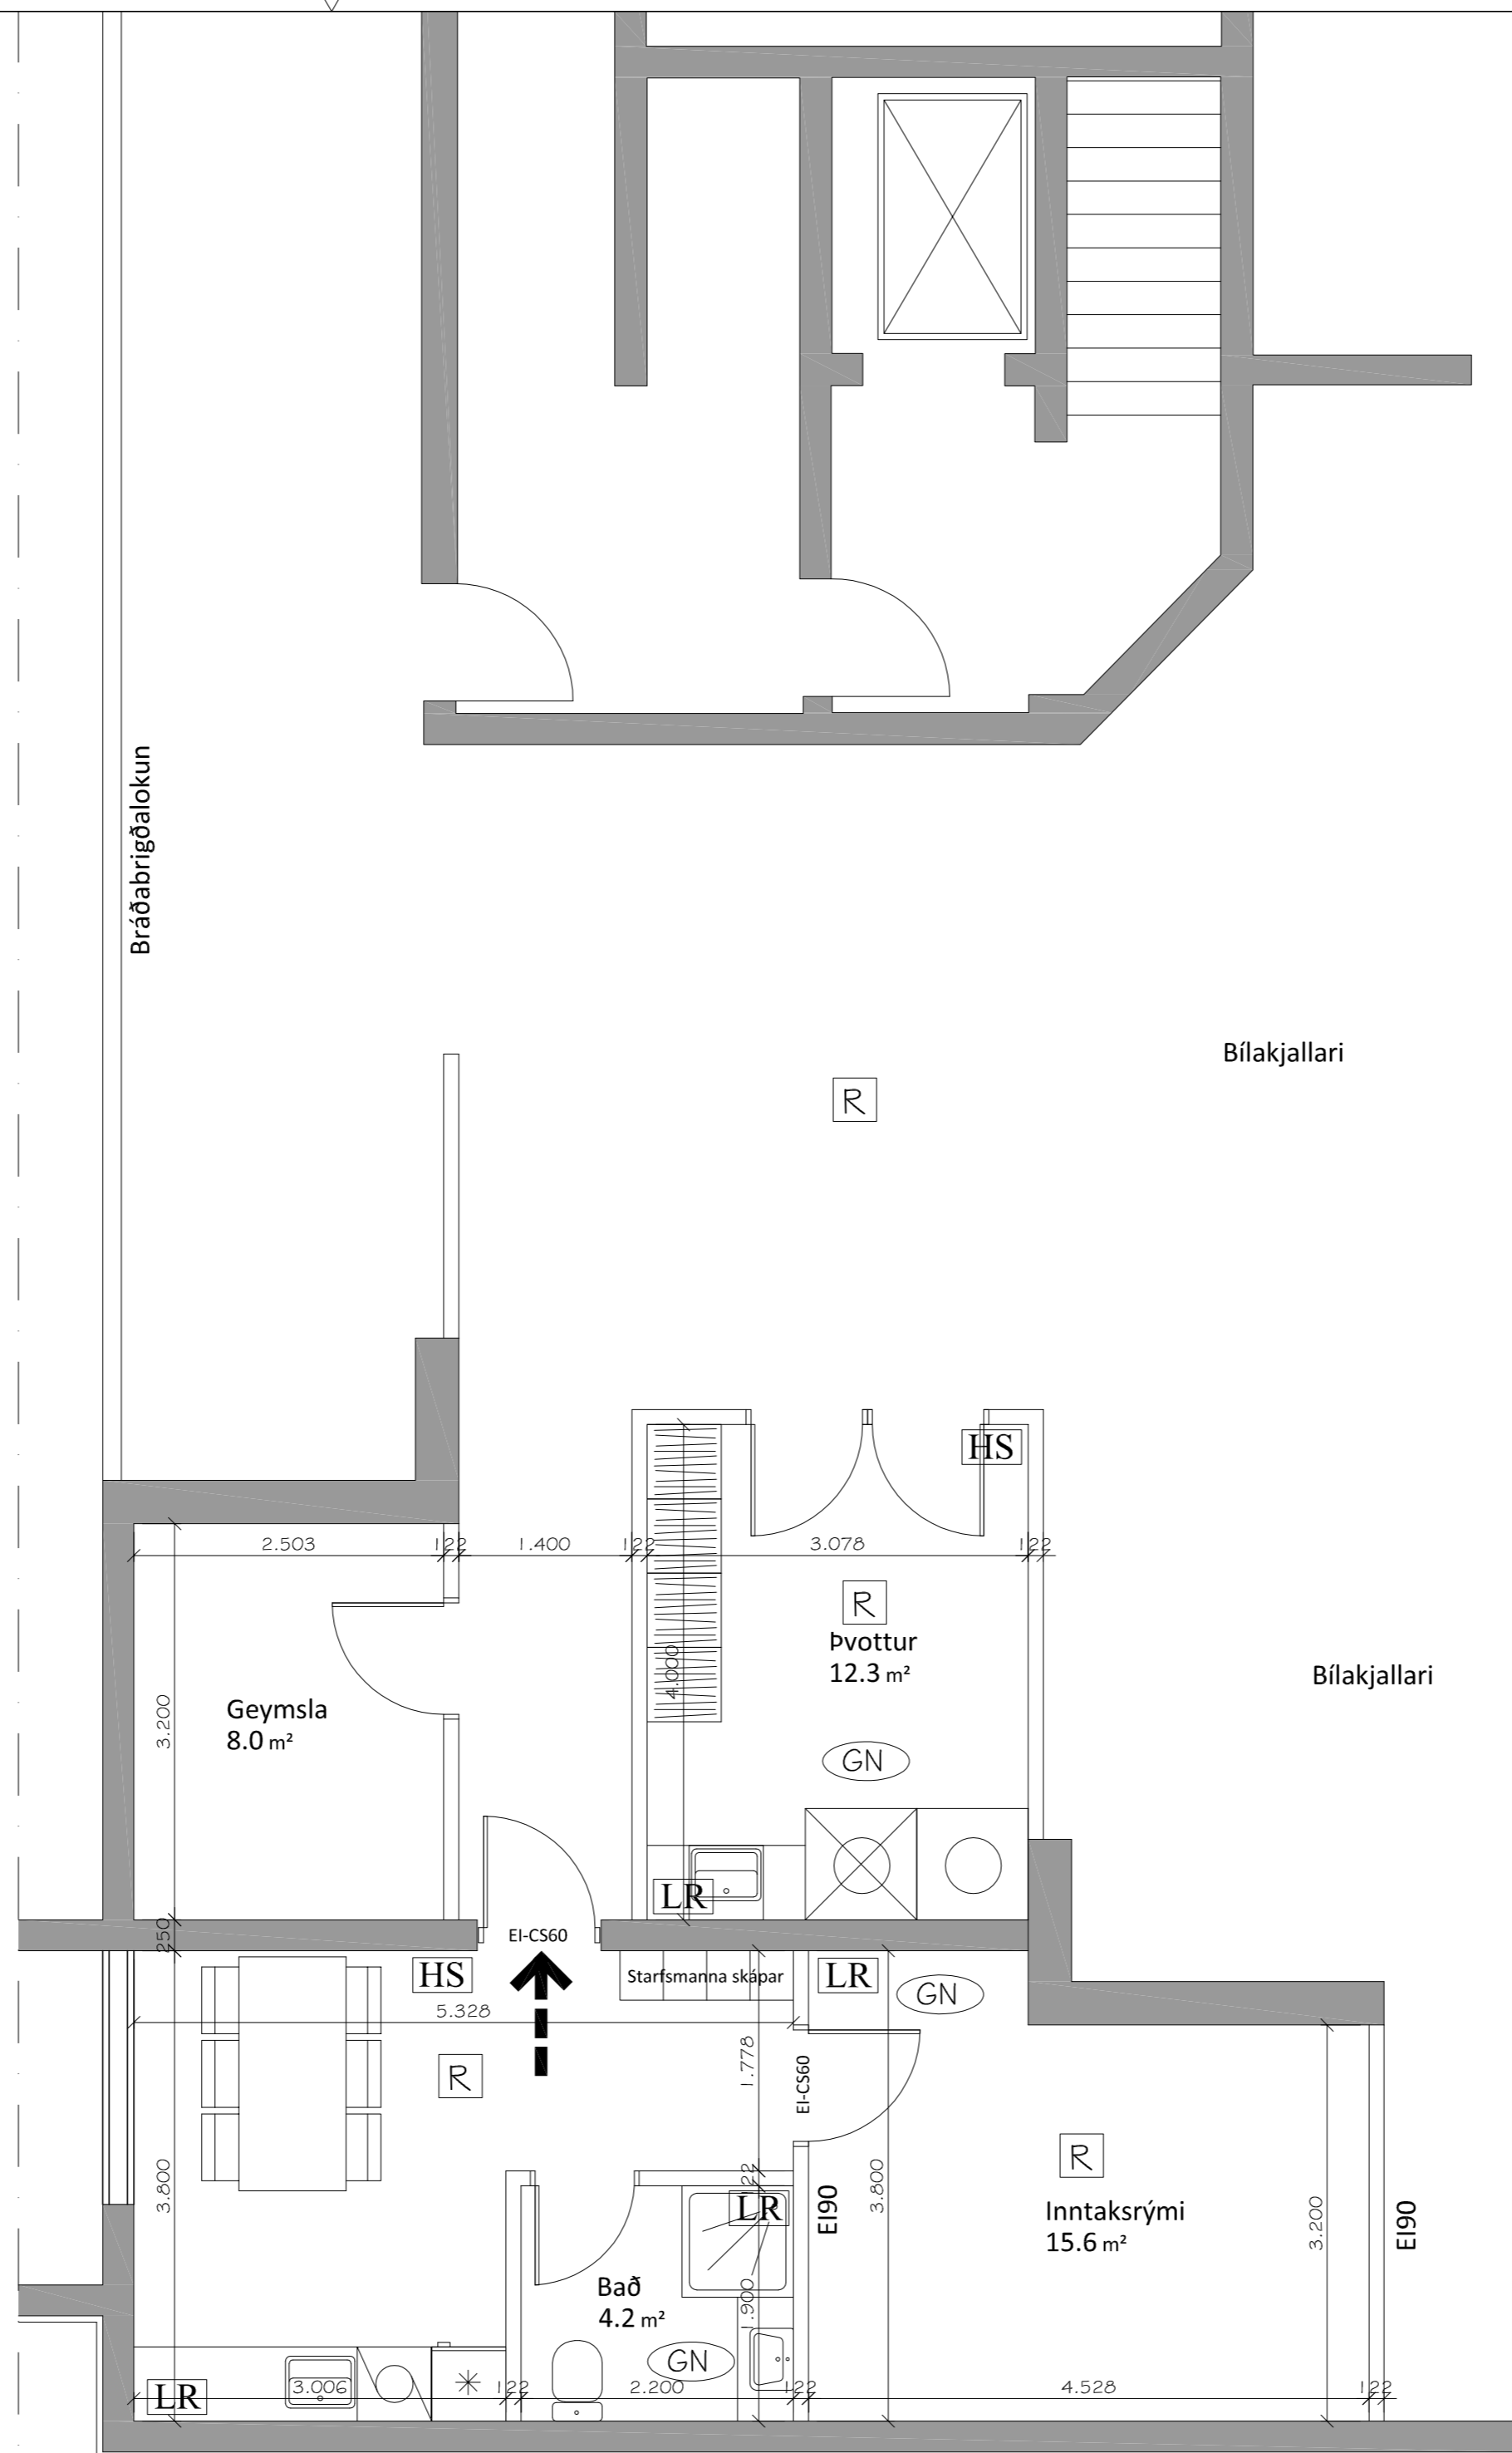 Bráðabrigðalokun
Bílakjallari
R
HS
2.503
122
1.400
122
3.078
122
R
Þvottur
12.3 m²
4.000
Bílakjallari
Geymsla
8.0 m²
3.200
GN
LR
250
EI-CS60
HS
Starfsmanna skápar
LR
GN
5.328
1.778
EI-CS60
R
3.800
122
LR
EI90
3.800
R
Inntaksrými
15.6 m²
3.200
EI90
Bað
4.2 m²
1.900
GN
LR
3.006
122
2.200
122
4.528
122